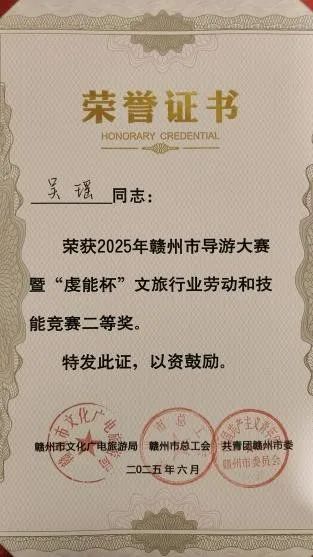 荣誉证书
HONORARY CREDENTIAL
吴瑶同志：
荣获2025年赣州市导游大赛
暨“虔能杯”文旅行业劳动和技
能竞赛二等奖。
特发此证，以资鼓励。
赣州市文化广电旅游局 赣州市总工会 共青团赣州市委
二〇二五年六月